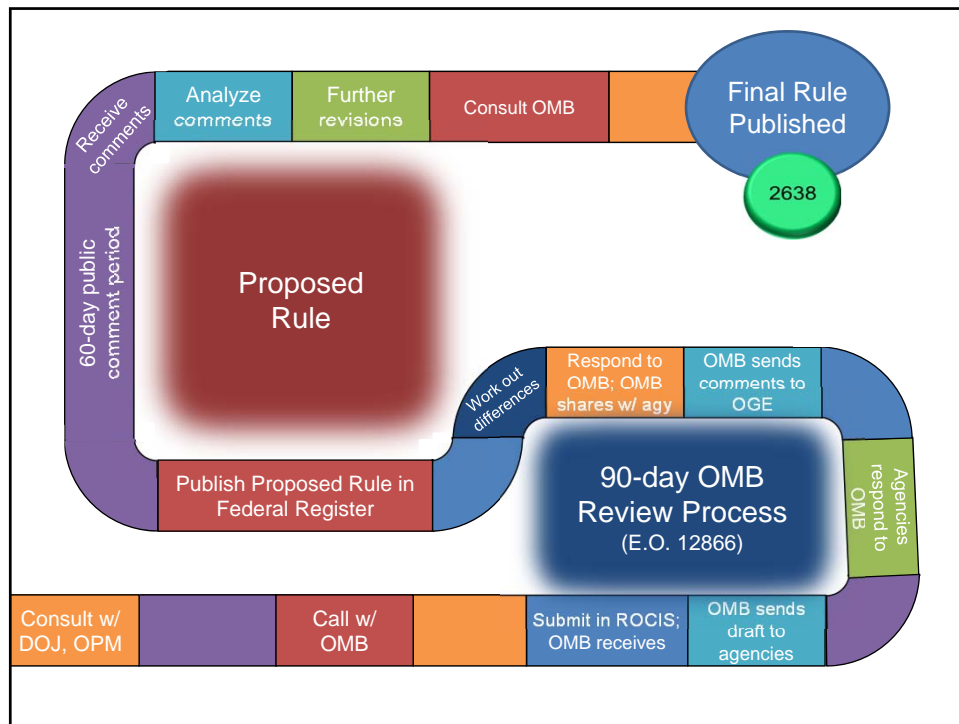 Analyze
comments
Further
revisions
Consult OMB
Final Rule
Published
2638
Receive
comments
60-day public
comment period
Proposed
Rule
Publish Proposed Rule in
Federal Register
Work out
differences
Respond to
OMB; OMB
shares w/ agy
OMB sends
comments to
OGE
Agencies
respond to
OMB
90-day OMB
Review Process
(E.O. 12866)
Consult w/
DOJ, OPM
Call w/
OMB
Submit in ROCIS;
OMB receives
OMB sends
draft to
agencies